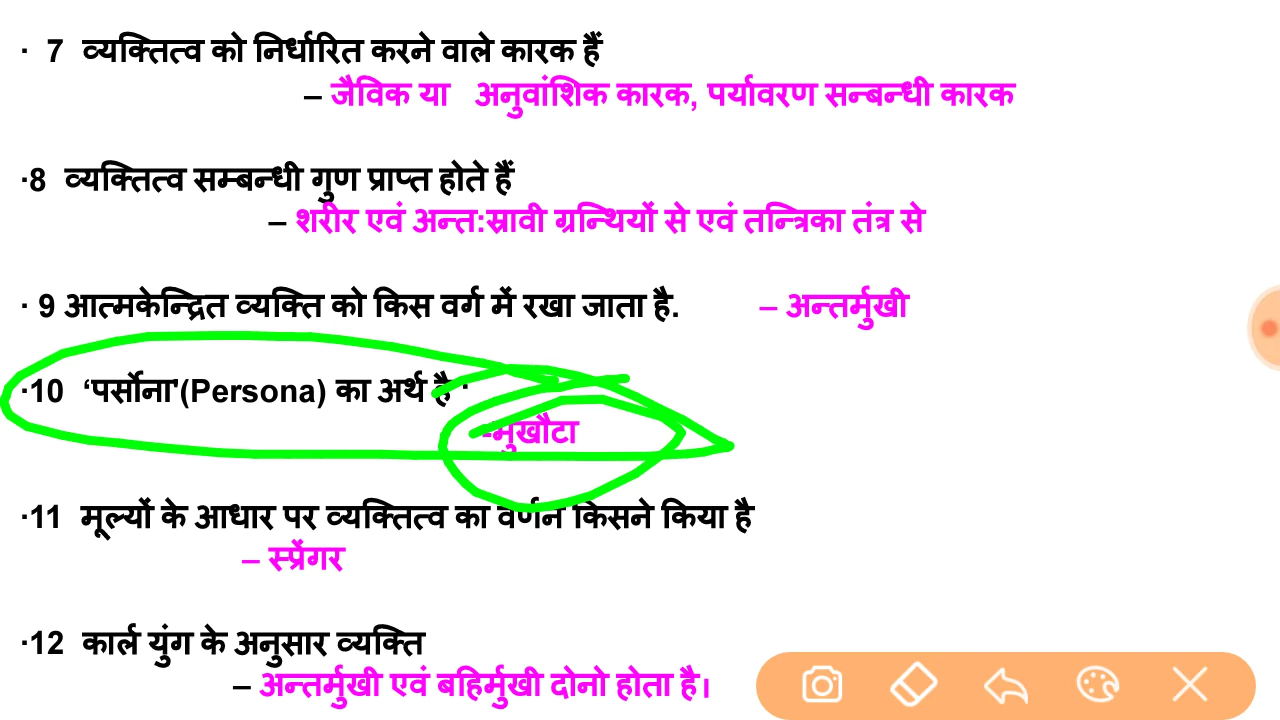 · 7 व्यक्तित्व को निर्धारित करने वाले कारक हैं
– जैविक या अनुवांशिक कारक, पर्यावरण सन्बन्धी कारक
·8 व्यक्तित्व सम्बन्धी गुण प्राप्त होते हैं
– शरीर एवं अन्त:स्रावी ग्रन्थियों से एवं तन्त्रिका तंत्र से
· 9 आत्मकेन्द्रित व्यक्ति को किस वर्ग में रखा जाता है. – अन्तर्मुखी
·10 ‘पर्सोना'(Persona) का अर्थ है ·
-मुखौटा
·11 मूल्यों के आधार पर व्यक्तित्व का वर्णन किसने किया है
– स्प्रेंगर
·12 कार्ल युंग के अनुसार व्यक्ति
– अन्तर्मुखी एवं बहिर्मुखी दोनो होता है।